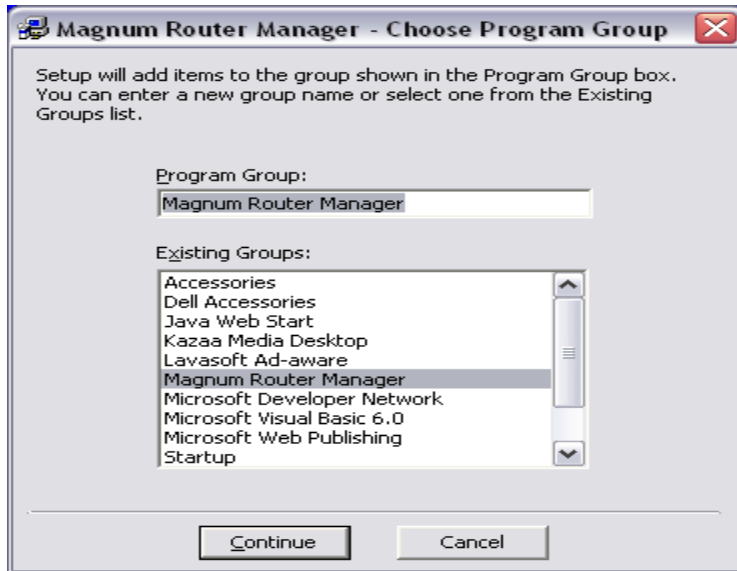 Magnum Router Manager - Choose Program Group
Setup will add items to the group shown in the Program Group box.
You can enter a new group name or select one from the Existing
Groups list.
Program Group:
Magnum Router Manager
Existing Groups:
Accessories
Dell Accessories
Java Web Start
Kazaa Media Desktop
Lavasoft Ad-aware
Magnum Router Manager
Microsoft Developer Network
Microsoft Visual Basic 6.0
Microsoft Web Publishing
Startup
Continue
Cancel